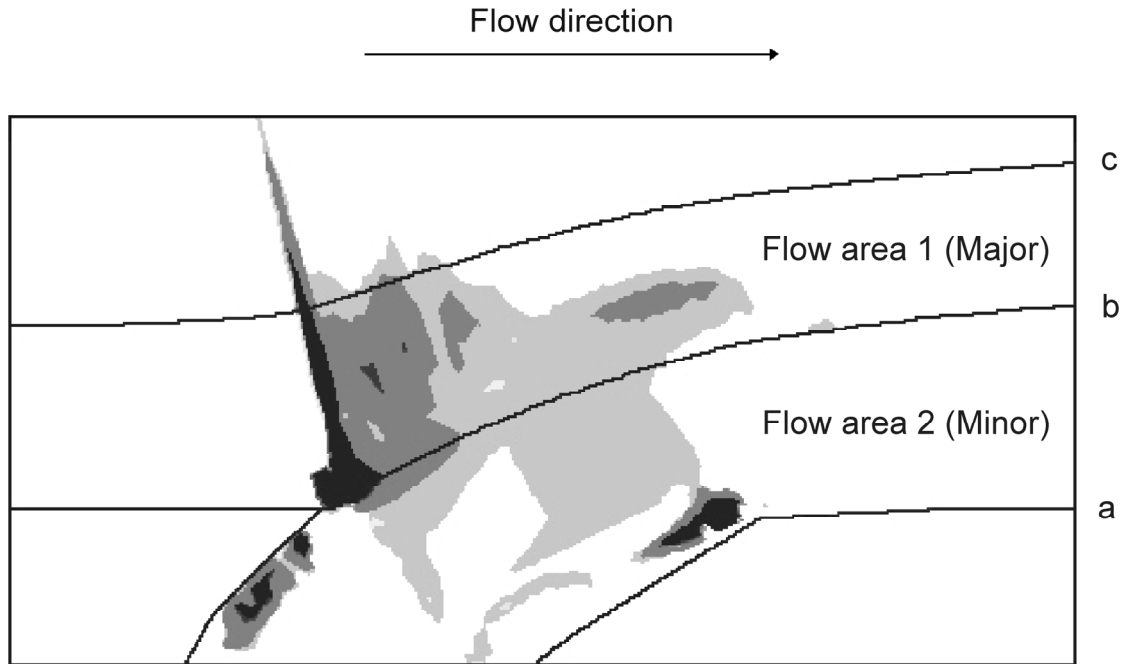 Flow direction
c
Flow area 1 (Major)
b
Flow area 2 (Minor)
a